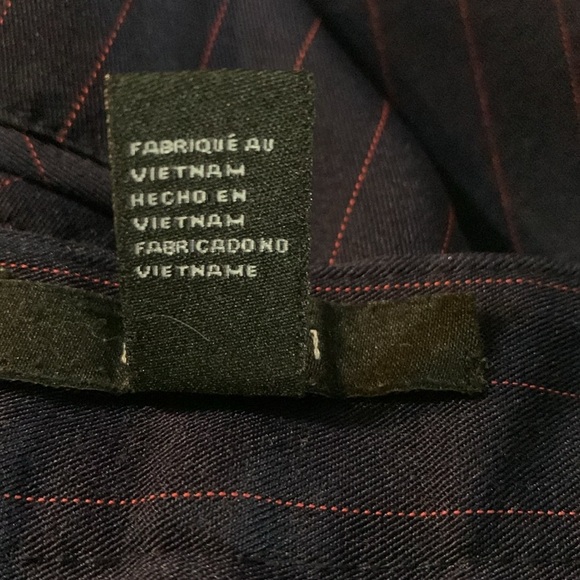 FABRIQUÉ AU
VIETNAM
HECHO EN
VIETNAM
FABRICADO NO
VIETNAME